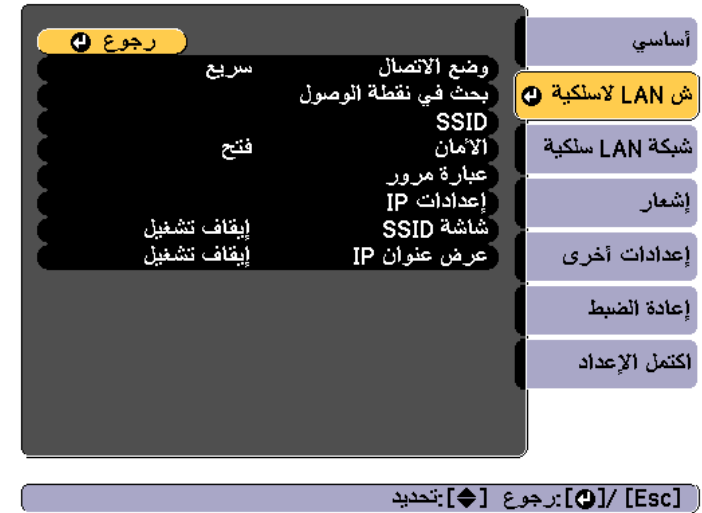 أساسي
ش LAN لاسلكية
شبكة LAN سلكية
إشعار
إعدادات أخرى
إعادة الضبط
اكتمل الإعداد
رجوع
وضع الاتصال سريع
بحث في نقطة الوصول
SSID
الأمان فتح
عبارة مرور
إعدادات IP
شاشة SSID إيقاف تشغيل
عرض عنوان IP إيقاف تشغيل
[Esc] /[⏎]:رجوع [◆]:تحديد